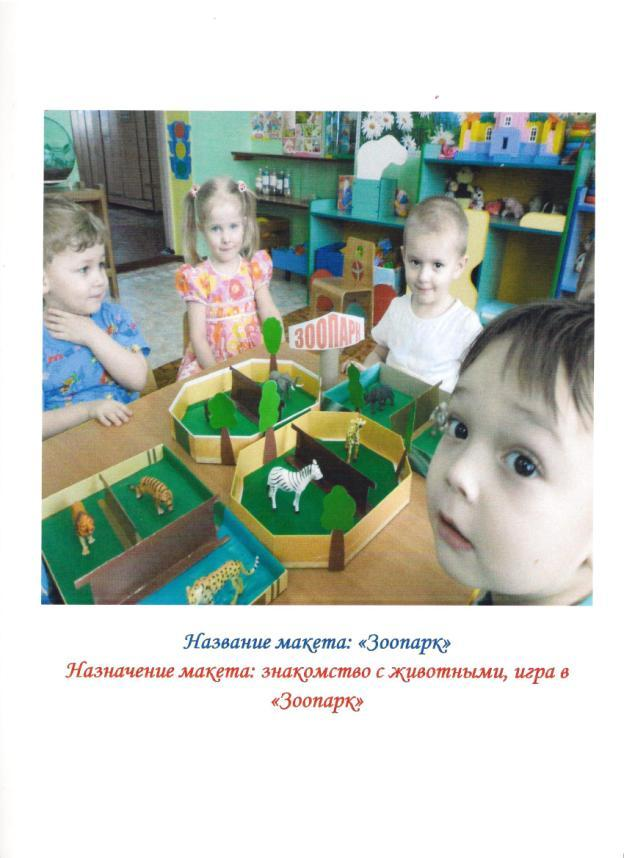 ЗООПАРК
Название макета: «Зоопарк»
Назначение макета: знакомство с животными, игра в
«Зоопарк»